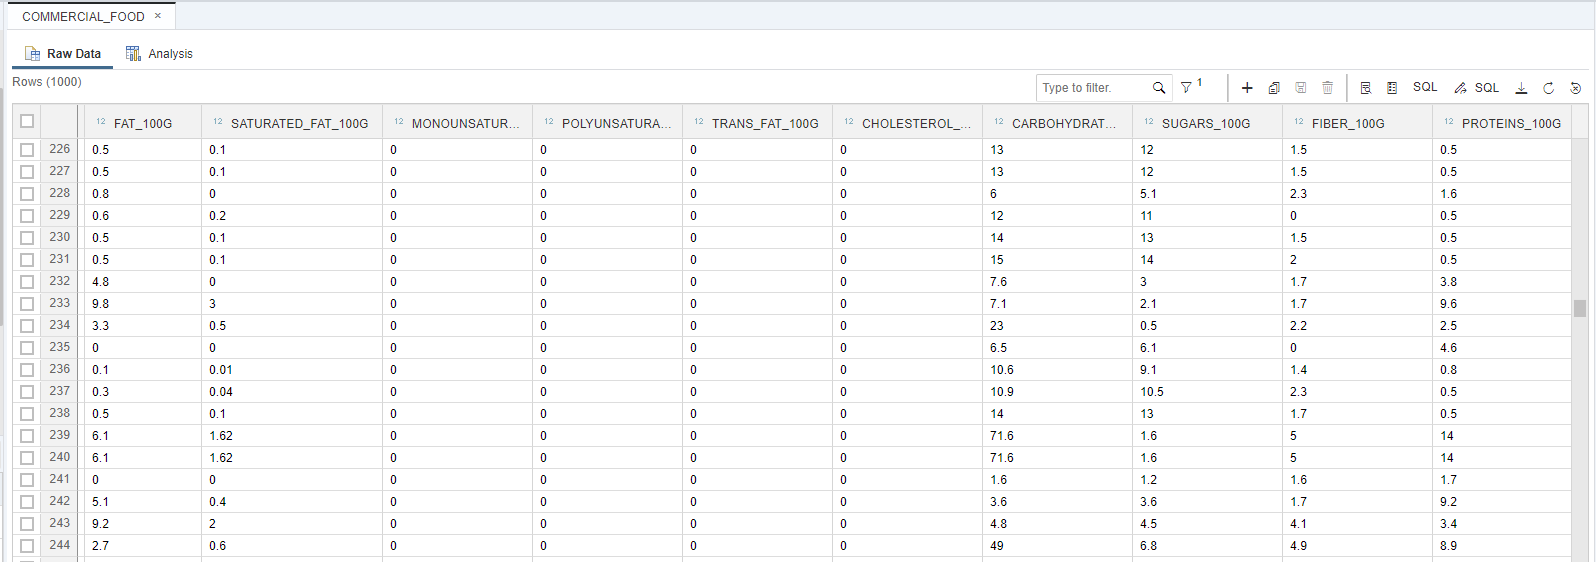 COMMERCIAL_FOOD ×
Raw Data Analysis
Rows (1000) Type to filter. 1 SQL SQL
12 FAT_100G 12 SATURATED_FAT_100G 12 MONOUNSATUR... 12 POLYUNSATURA... 12 TRANS_FAT_100G 12 CHOLESTEROL_... 12 CARBOHYDRAT... 12 SUGARS_100G 12 FIBER_100G 12 PROTEINS_100G
226 0.5 0.1 0 0 0 0 13 12 1.5 0.5
227 0.5 0.1 0 0 0 0 13 12 1.5 0.5
228 0.8 0 0 0 0 0 6 5.1 2.3 1.6
229 0.6 0.2 0 0 0 0 12 11 0 0.5
230 0.5 0.1 0 0 0 0 14 13 1.5 0.5
231 0.5 0.1 0 0 0 0 15 14 2 0.5
232 4.8 0 0 0 0 0 7.6 3 1.7 3.8
233 9.8 3 0 0 0 0 7.1 2.1 1.7 9.6
234 3.3 0.5 0 0 0 0 23 0.5 2.2 2.5
235 0 0 0 0 0 0 6.5 6.1 0 4.6
236 0.1 0.01 0 0 0 0 10.6 9.1 1.4 0.8
237 0.3 0.04 0 0 0 0 10.9 10.5 2.3 0.5
238 0.5 0.1 0 0 0 0 14 13 1.7 0.5
239 6.1 1.62 0 0 0 0 71.6 1.6 5 14
240 6.1 1.62 0 0 0 0 71.6 1.6 5 14
241 0 0 0 0 0 0 1.6 1.2 1.6 1.7
242 5.1 0.4 0 0 0 0 3.6 3.6 1.7 9.2
243 9.2 2 0 0 0 0 4.8 4.5 4.1 3.4
244 2.7 0.6 0 0 0 0 49 6.8 4.9 8.9